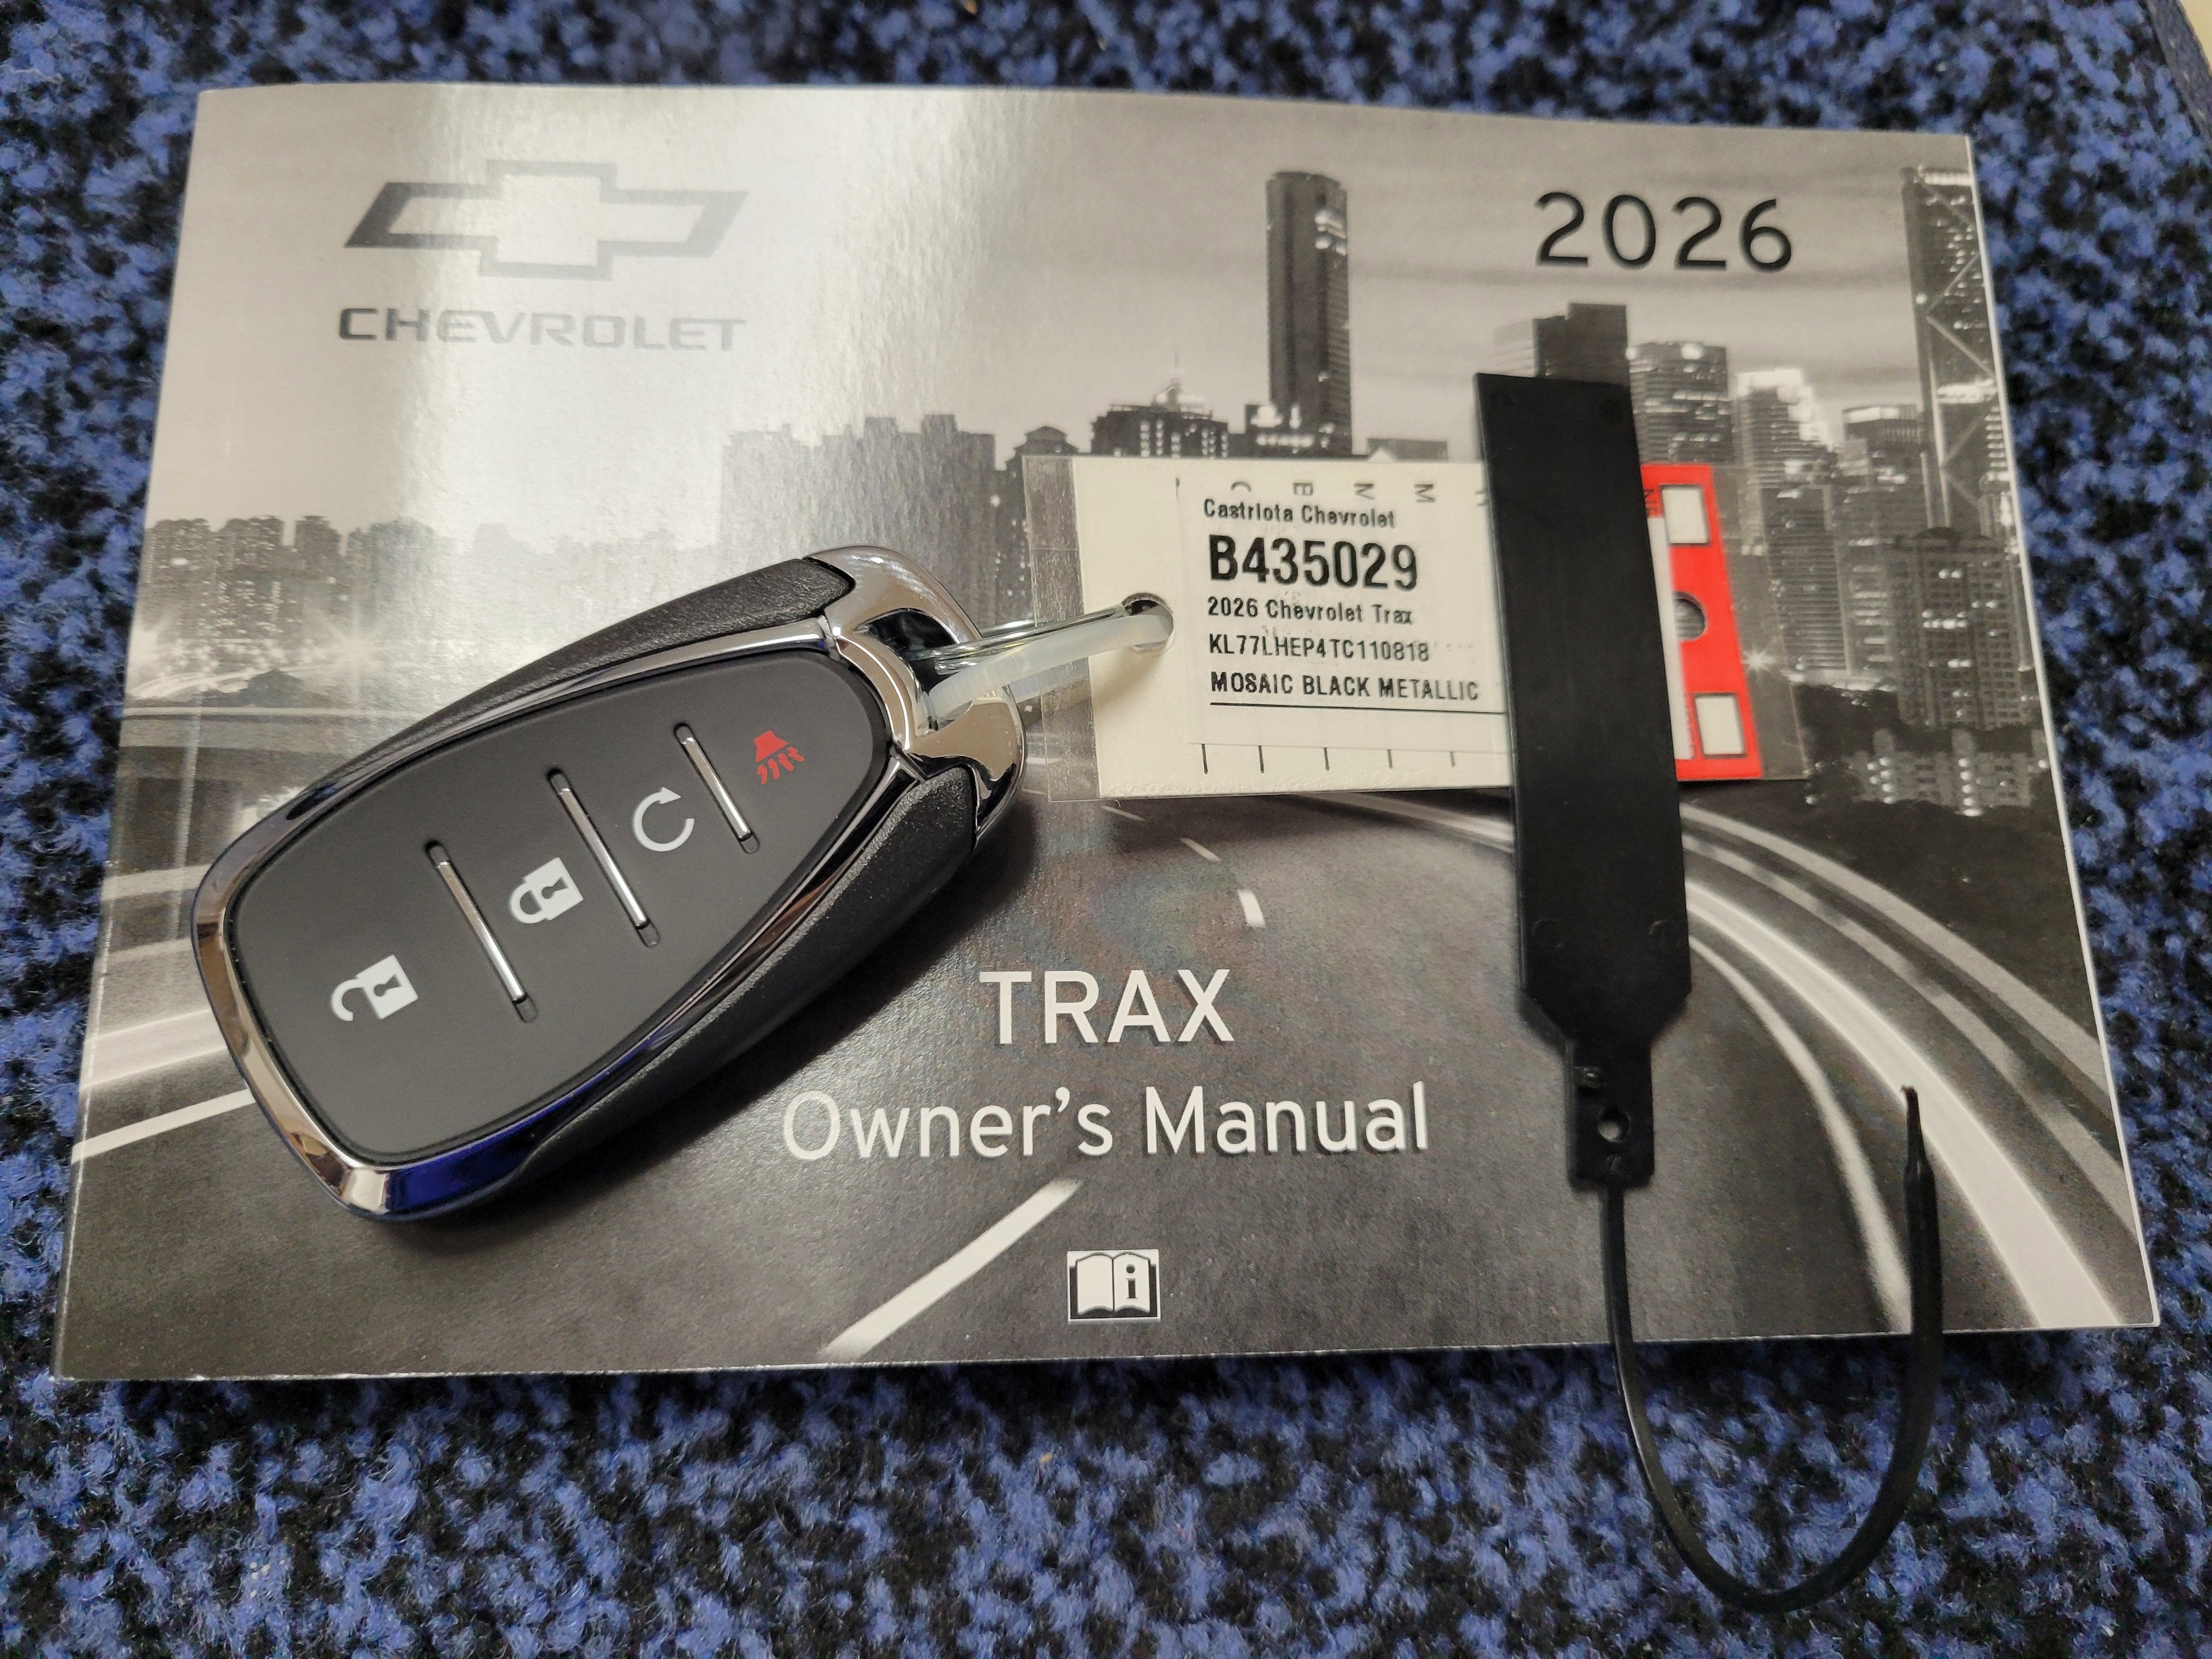 CHEVROLET
2026
Castriota Chevrolet
B435029
2026 Chevrolet Trax
KL77LHEP4TC110818
MOSAIC BLACK METALLIC
TRAX
Owner's Manual
i